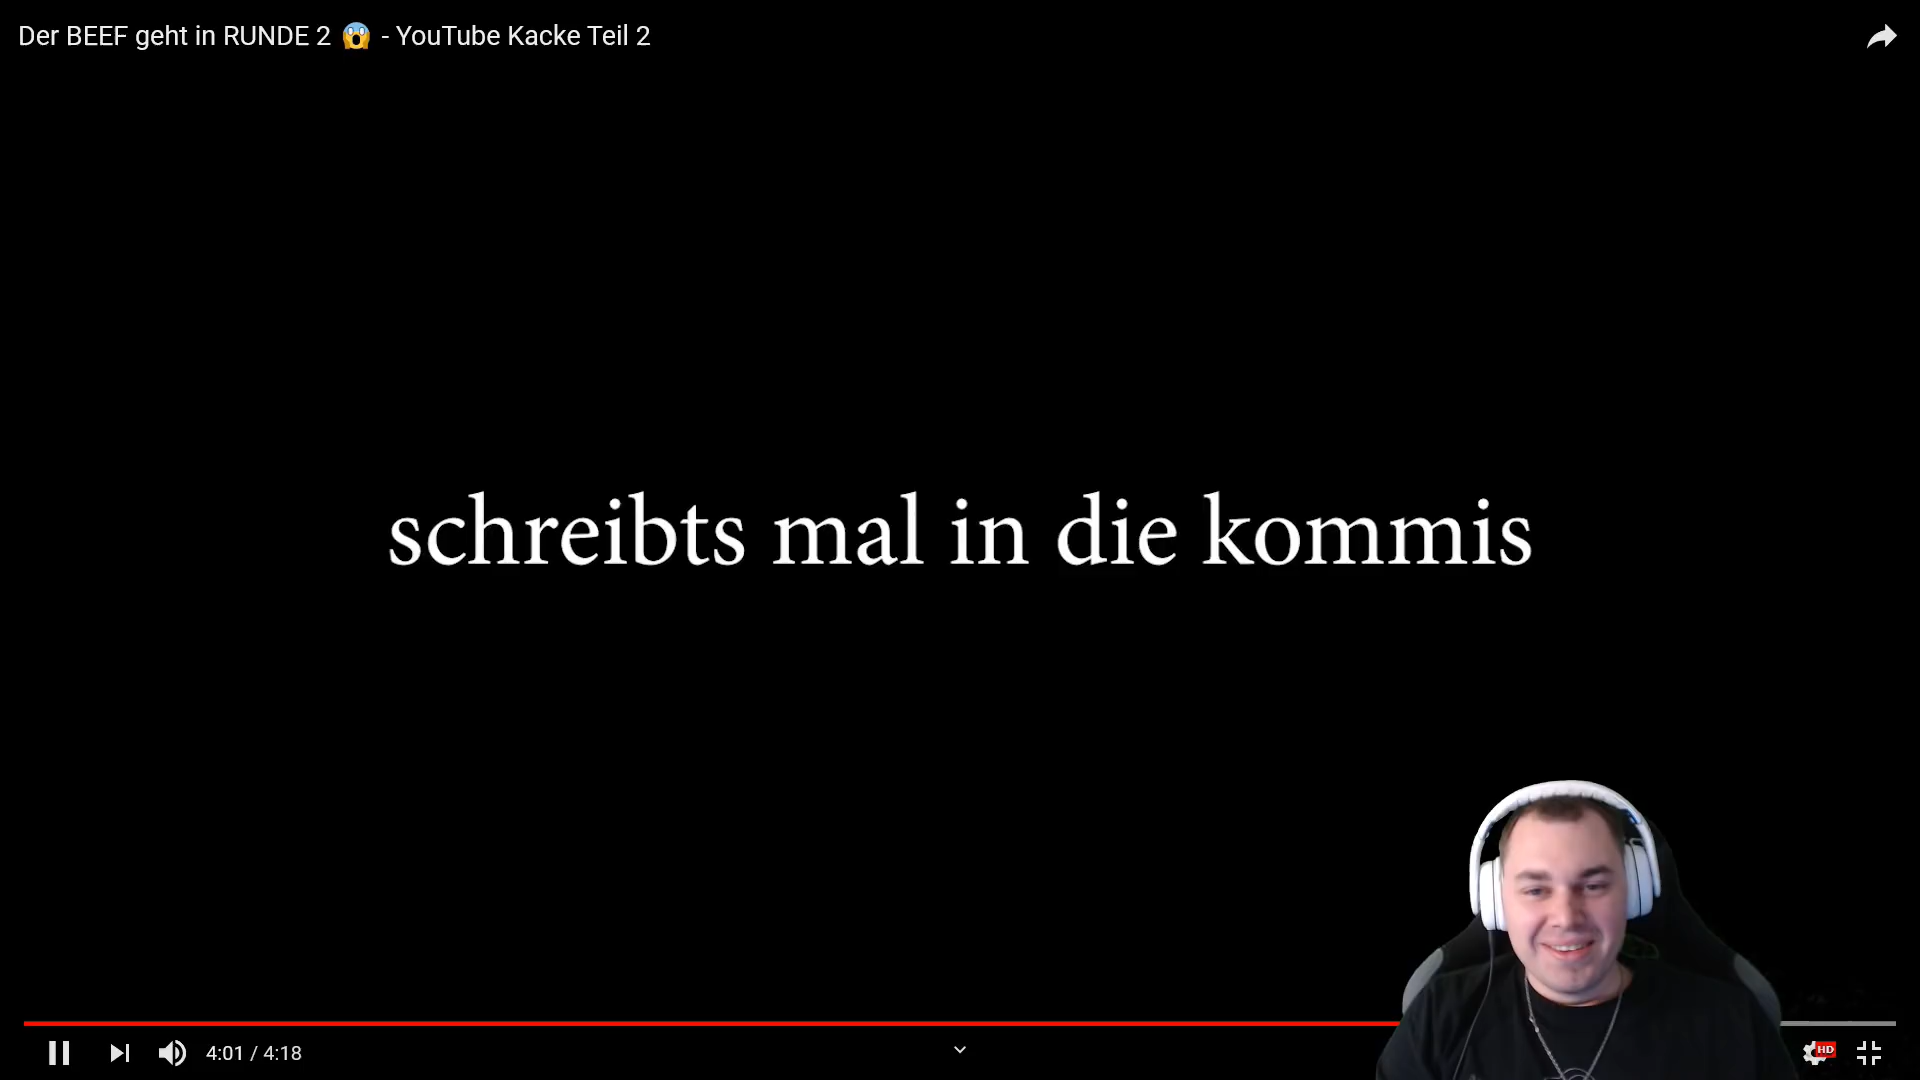 Der BEEF geht in RUNDE 2 😱 - YouTube Kacke Teil 2
schreibts mal in die kommis
4:01 / 4:18
HD